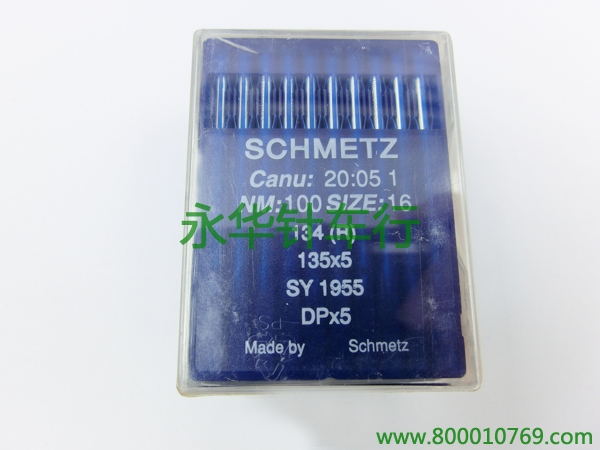 SCHMETZ
Canu: 20:05 1
NM:100 SIZE:16
永华针车行
134 (R)
135x5
SY 1955
DPx5
Made by Schmetz
www.800010769.com